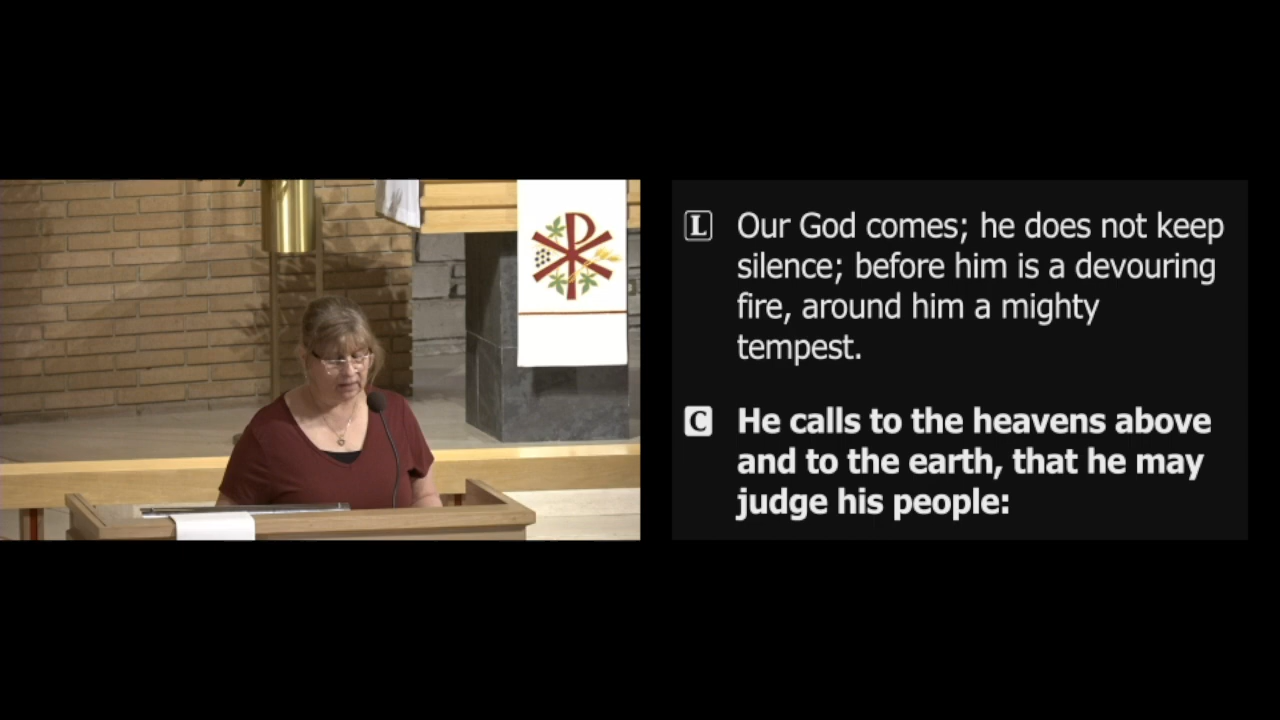 L Our God comes; he does not keep
silence; before him is a devouring
fire, around him a mighty
tempest.
C He calls to the heavens above
and to the earth, that he may
judge his people: